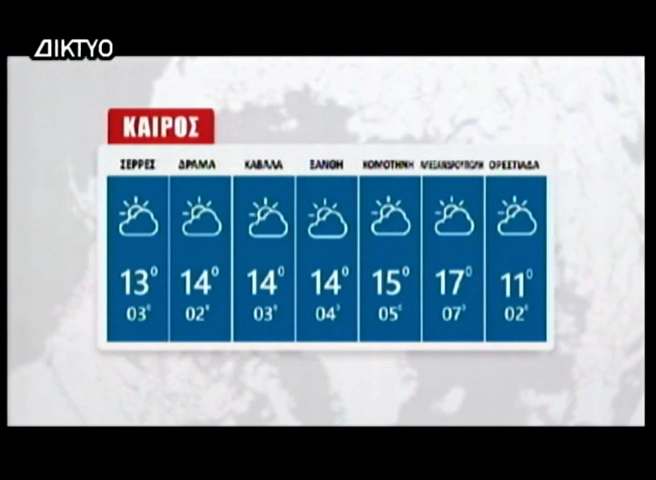 ΔΙΚΤΥΟ
ΚΑΙΡΟΣ
ΣΕΡΡΕΣ ΔΡΑΜΑ ΚΑΒΑΛΑ ΞΑΝΘΗ ΚΟΜΟΤΗΝΗ ΑΛΕΞΑΝΔΡΟΥΠΟΛΗ ΟΡΕΣΤΙΑΔΑ
13° 14° 14° 14° 15° 17° 11°
03° 02° 03° 04° 05° 07° 02°